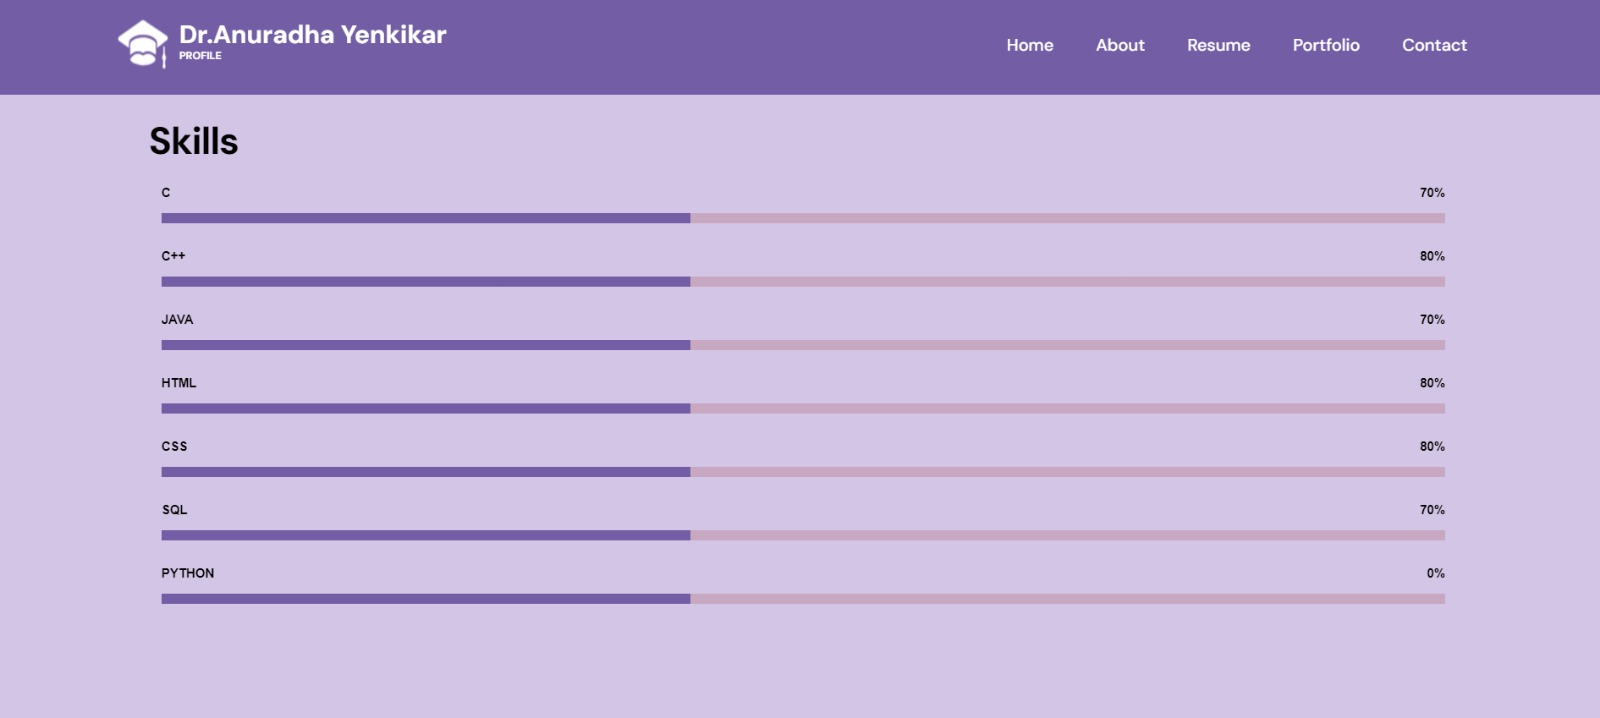 Dr.Anuradha Yenkikar
PROFILE
Home About Resume Portfolio Contact
Skills
C 70%
C++ 80%
JAVA 70%
HTML 80%
CSS 80%
SQL 70%
PYTHON 0%